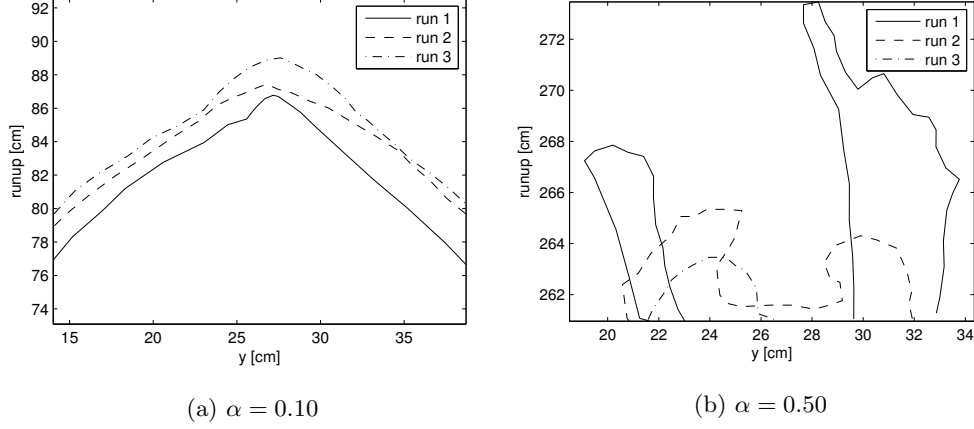 92
90
88
86
84
82
80
78
76
74
runup [cm]
15 20 25 30 35
y [cm]
run 1
run 2
run 3
(a) α = 0.10
272
270
268
266
264
262
runup [cm]
20 22 24 26 28 30 32 34
y [cm]
run 1
run 2
run 3
(b) α = 0.50